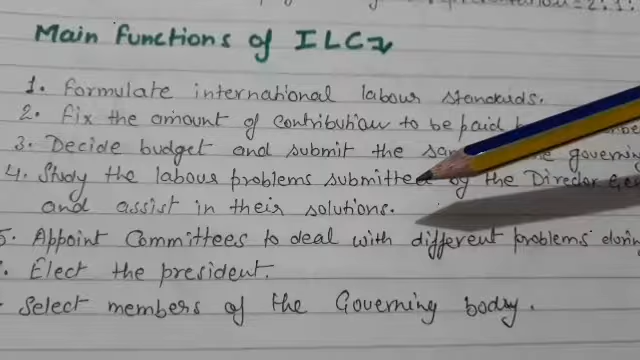 Main functions of ILC
1. Formulate international labour standards.
2. Fix the amount of contribution to be paid
3. Decide budget and submit the governing
4. Study the labour problems submitted by the Director
and assist in their solutions.
5. Appoint Committees to deal with different problems during
Elect the president.
Select members of the Governing body.